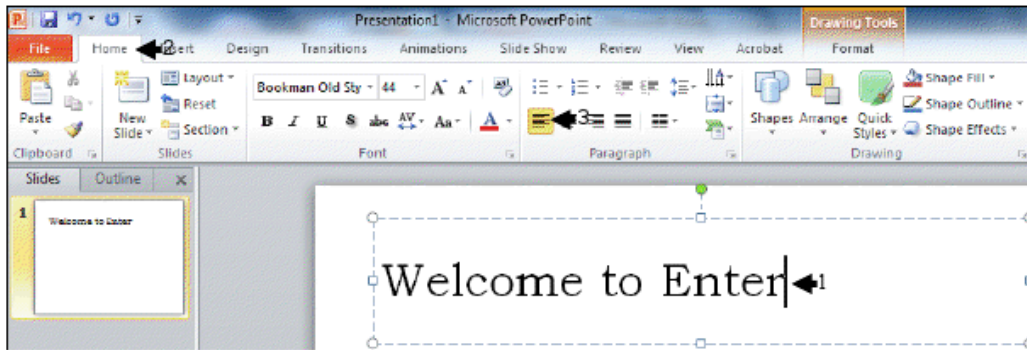 Presentation1 - Microsoft PowerPoint
Drawing Tools
File Home 2 sert Design Transitions Animations Slide Show Review View Acrobat Format
Paste
New Slide
Layout
Reset
Section
Bookman Old Sty 44
B I U S abc AV Aa A
3
Shapes Arrange Quick Styles
Shape Fill
Shape Outline
Shape Effects
Clipboard Slides Font Paragraph Drawing
Slides Outline
1
Welcome to Enter
Welcome to Enter 1